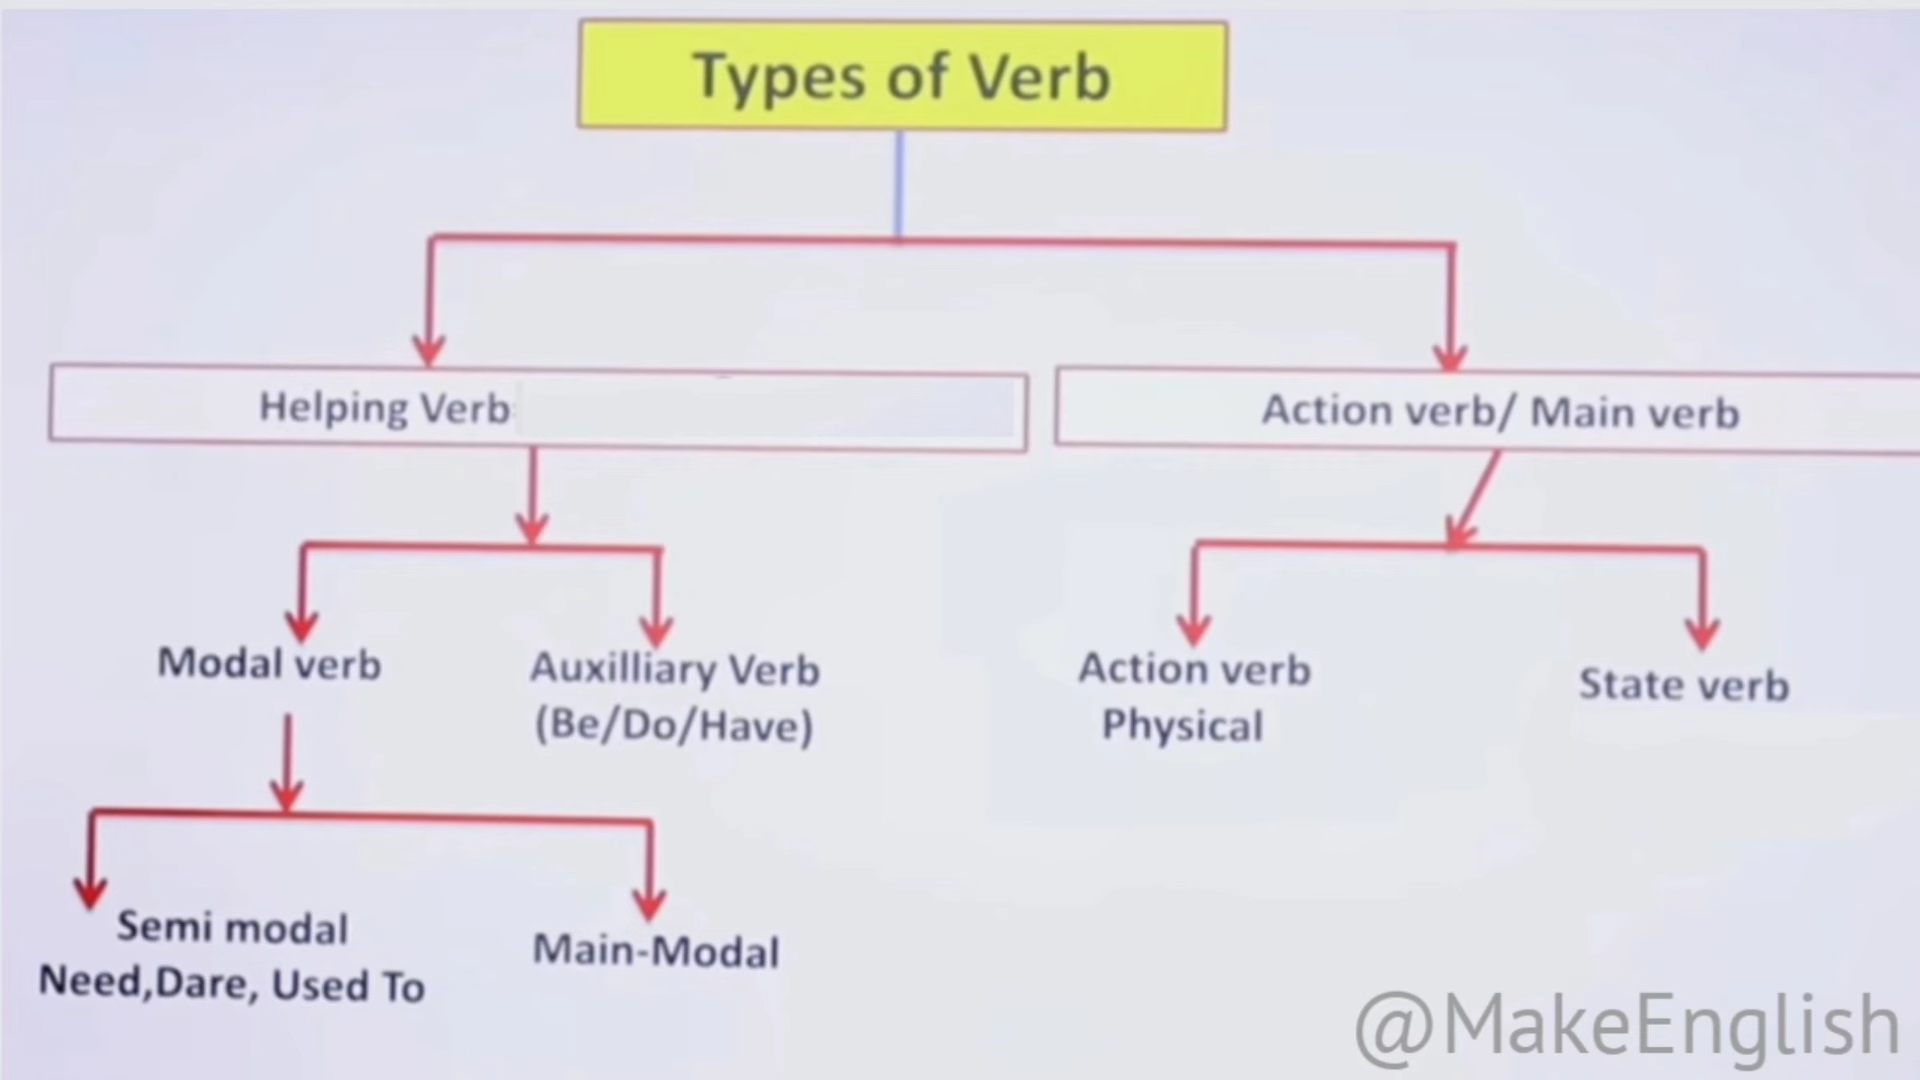 Types of Verb
Helping Verb
Action verb/ Main verb
Modal verb
Auxilliary Verb
(Be/Do/Have)
Action verb
Physical
State verb
Semi modal
Need,Dare, Used To
Main-Modal
@MakeEnglish